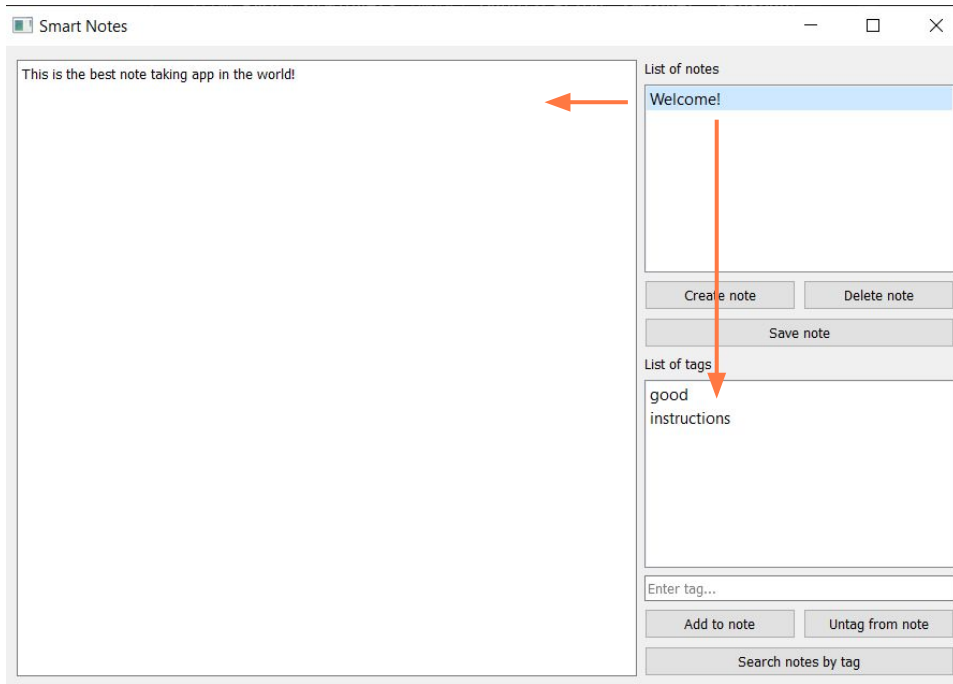 Smart Notes
This is the best note taking app in the world!
List of notes
Welcome!
Create note
Delete note
Save note
List of tags
good
instructions
Enter tag...
Add to note
Untag from note
Search notes by tag